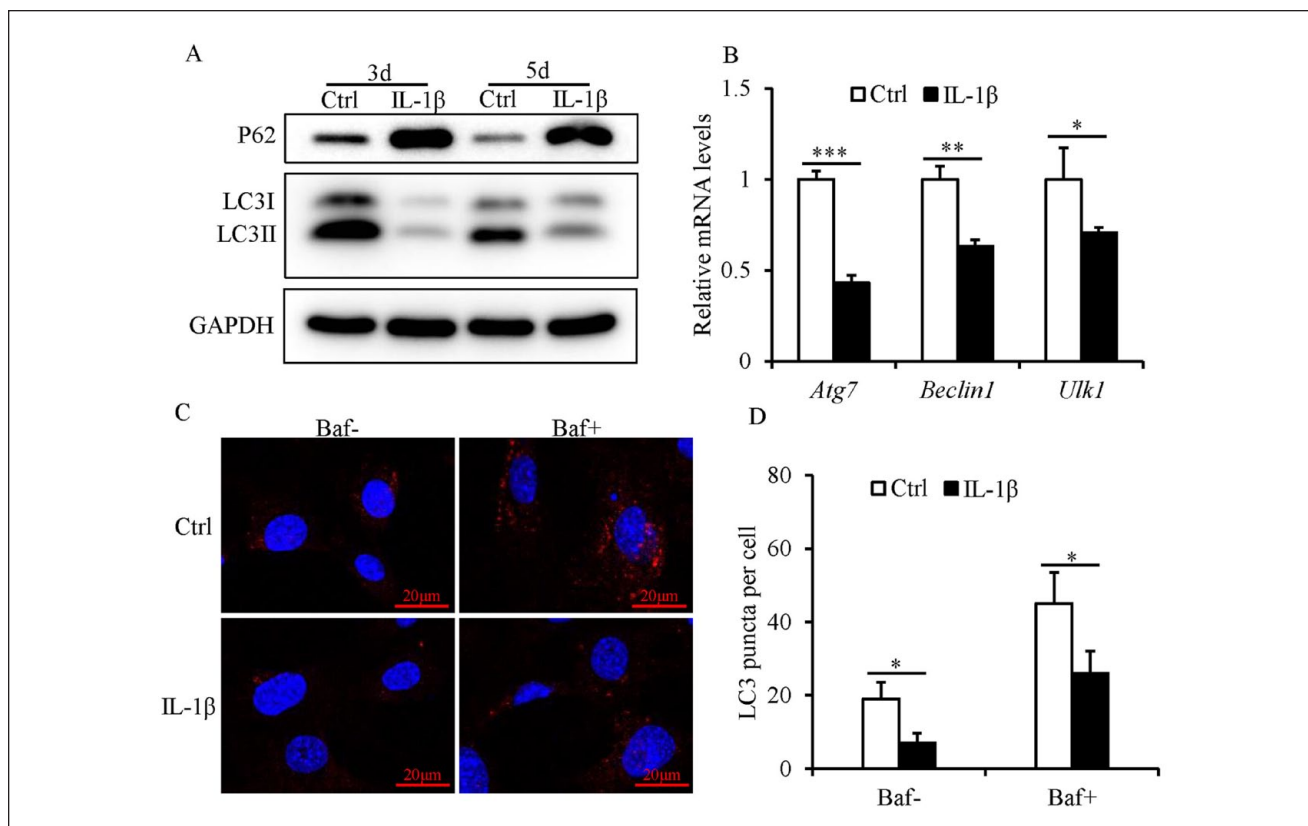 A
3d 5d
Ctrl IL-1β Ctrl IL-1β
P62
LC3I
LC3II
GAPDH
B
Ctrl IL-1β
Relative mRNA levels
1.5
1
0.5
0
*** ** *
Atg7 Beclin1 Ulk1
C
Baf- Baf+
Ctrl
20μm 20μm
IL-1β
20μm 20μm
D
Ctrl IL-1β
LC3 puncta per cell
80
60
40
20
0
* *
Baf- Baf+